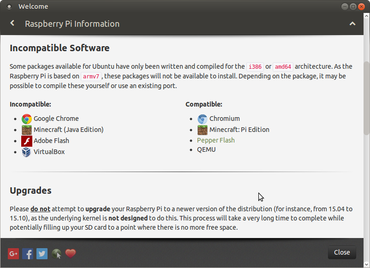 Welcome
Raspberry Pi Information
Incompatible Software
Some packages available for Ubuntu have only been written and compiled for the i386 or amd64 architecture. As the
Raspberry Pi is based on armv7, these packages will not be available to install. Depending on the package, it may be
possible to compile these yourself or use an existing port.
Incompatible:
Google Chrome
Minecraft (Java Edition)
Adobe Flash
VirtualBox
Compatible:
Chromium
Minecraft: Pi Edition
Pepper Flash
QEMU
Upgrades
Please do not attempt to upgrade your Raspberry Pi to a newer version of the distribution (for instance, from 15.04 to
15.10), as the underlying kernel is not designed to do this. This process will take a very long time to complete while
potentially filling up your SD card to a point where there is no more free space.
Close